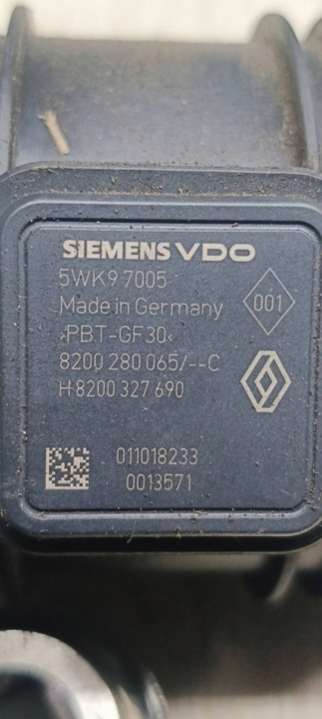 SIEMENS VDO
5WK9 7005
Made in Germany
001
›PBT-GF30‹
8200 280 065/--C
H 8200 327 690
011018233
0013571